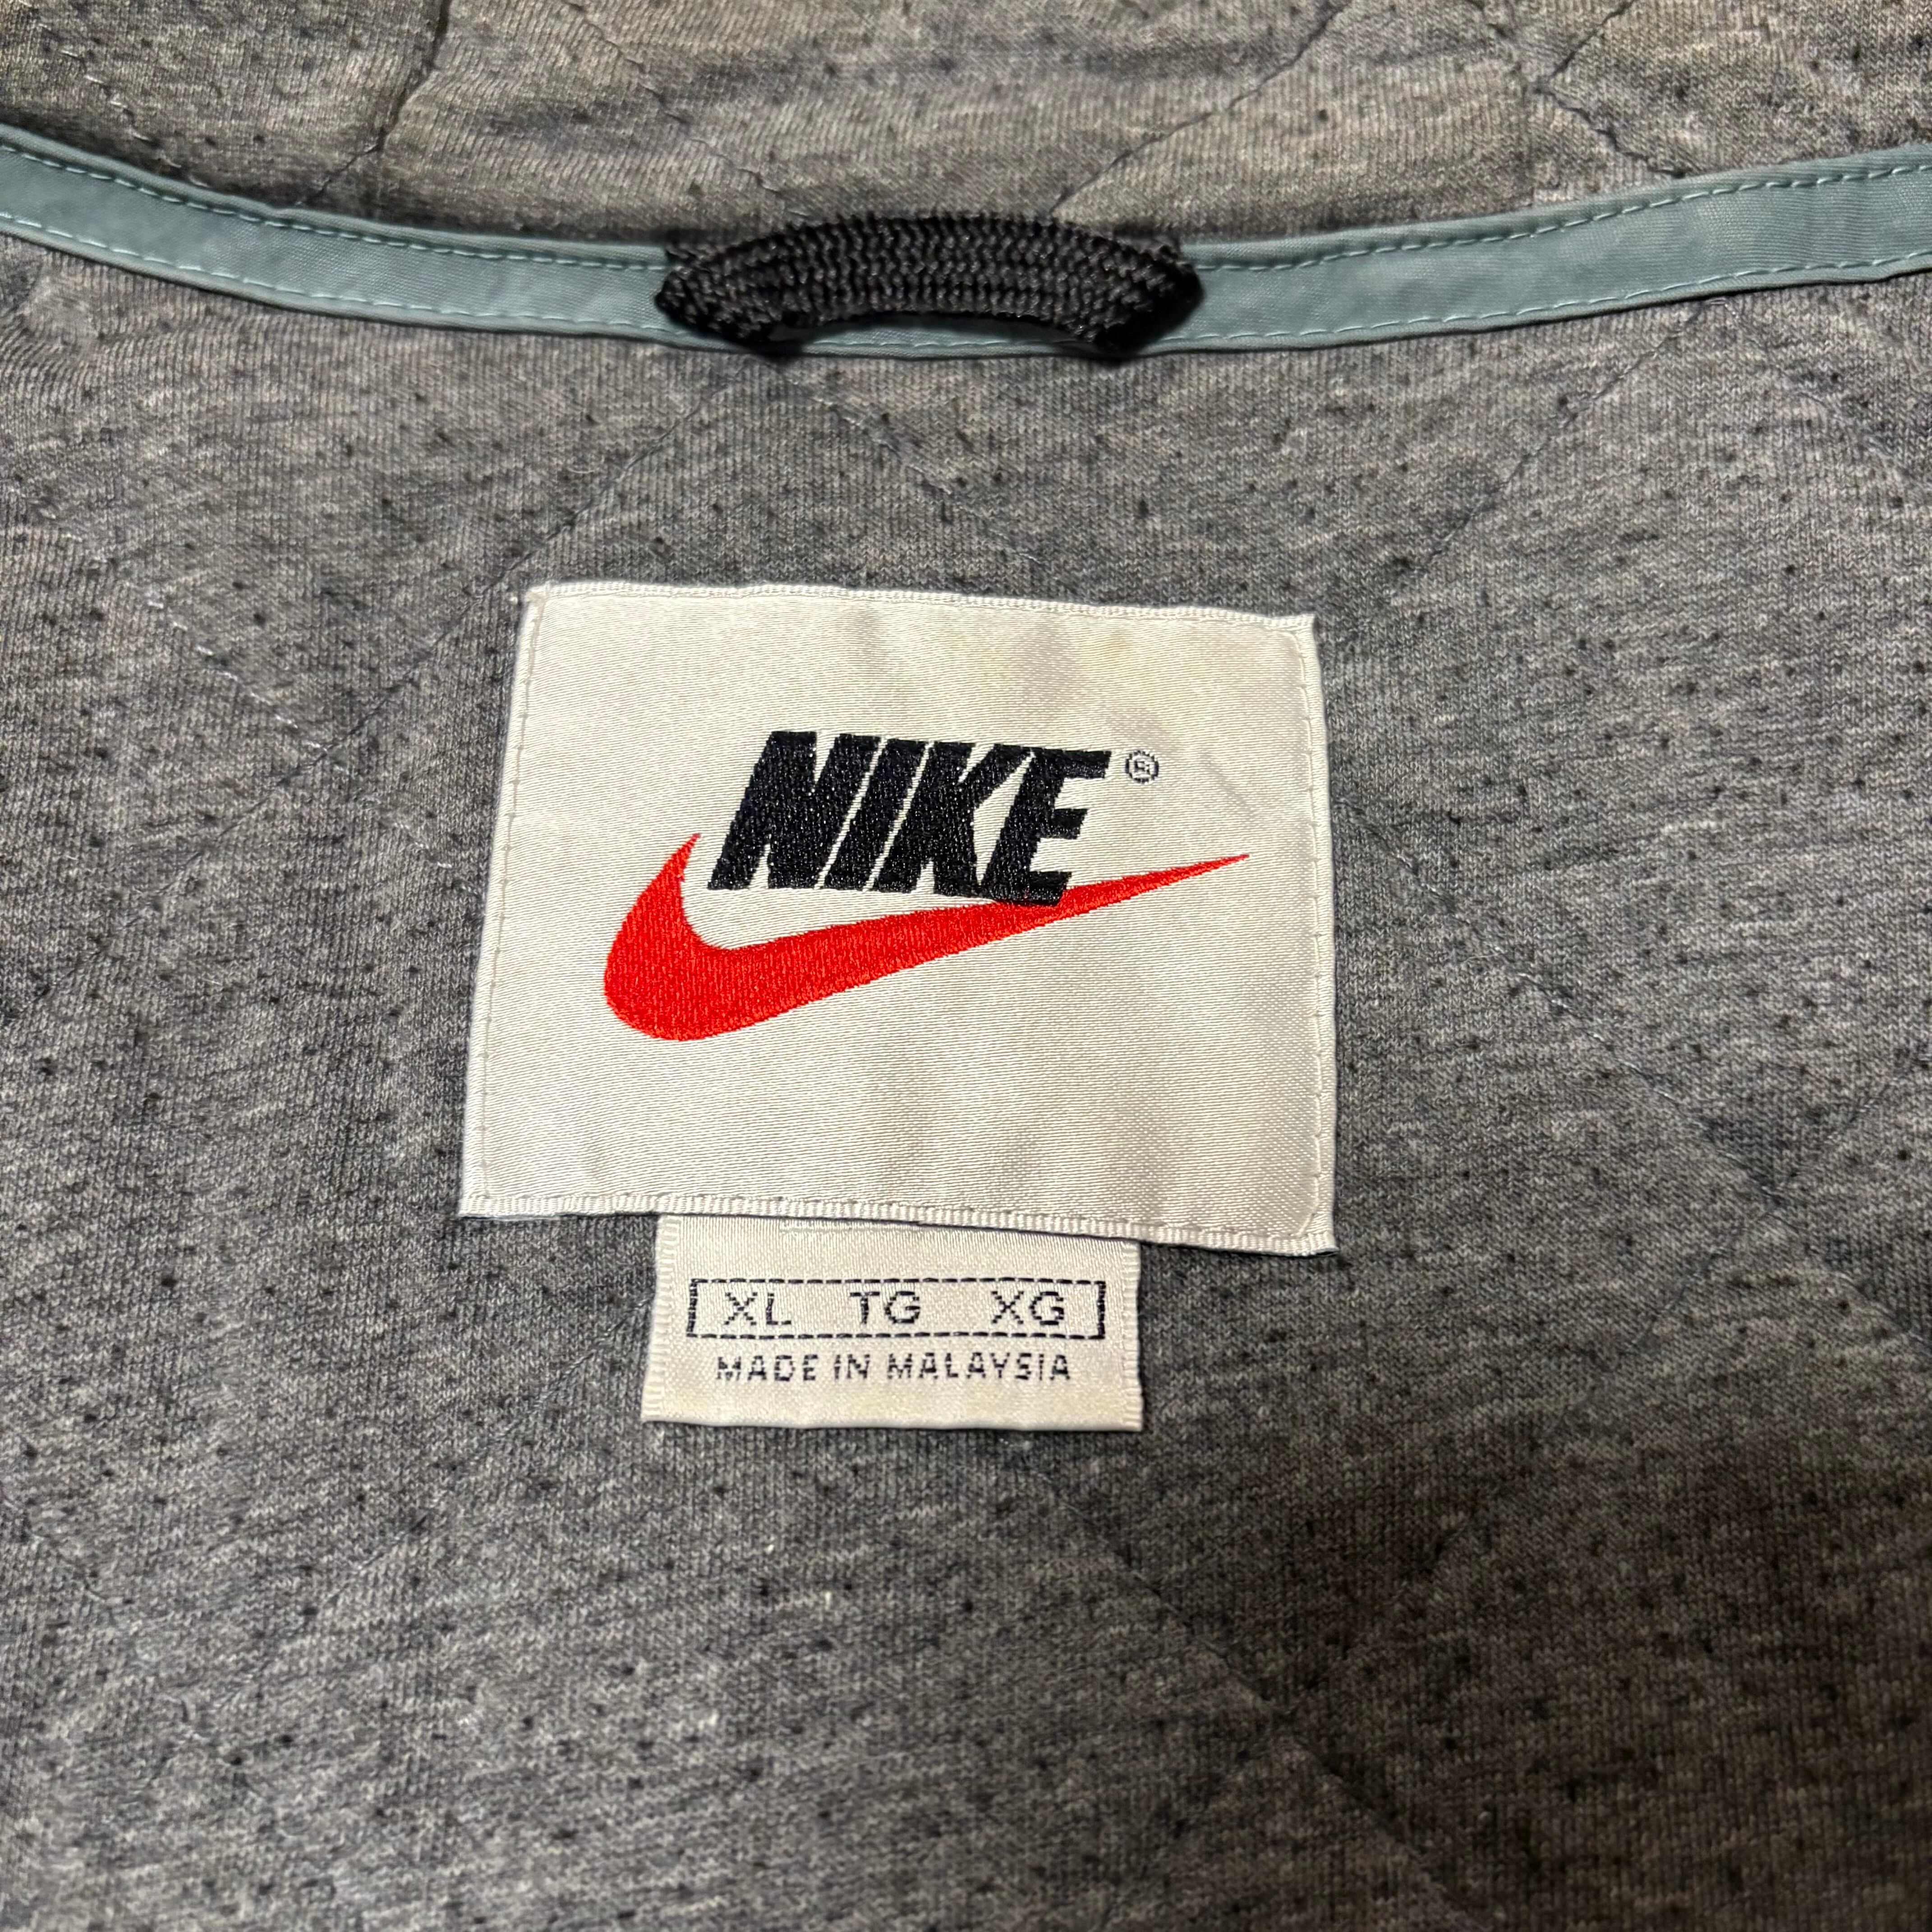 NIKE®
XL TG XG
MADE IN MALAYSIA